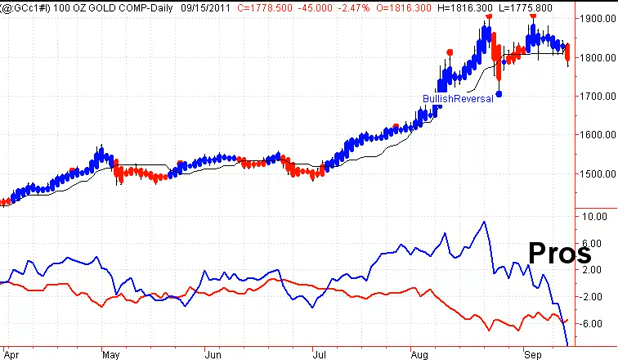 (@GCcc1#I) 100 OZ GOLD COMP-Daily 09/15/2011 C=1778.500 -45.000 -2.47% O=1816.300 H=1816.300 L=1775.800
1900.00
1800.00
1700.00
1600.00
1500.00
BullishReversal
10.00
6.00
2.00
-2.00
-6.00
Pros
Apr May Jun Jul Aug Sep